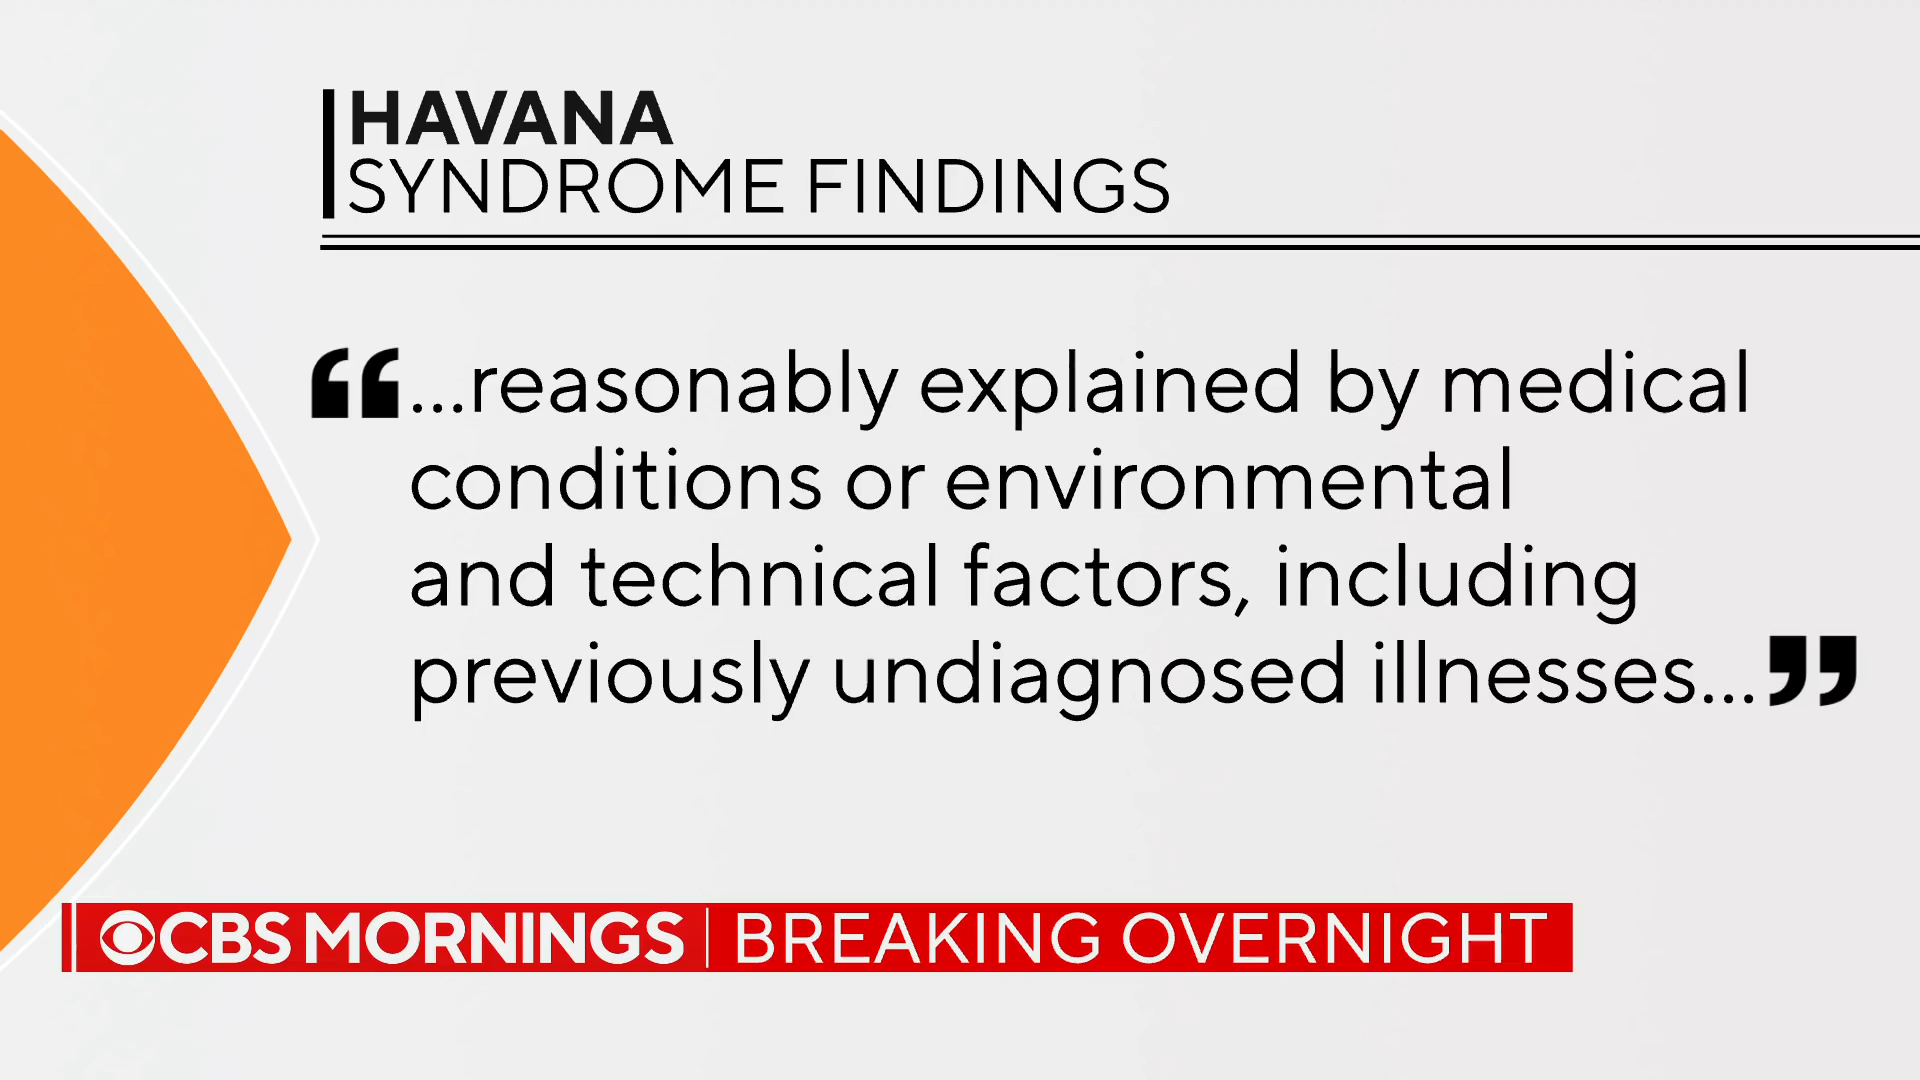 HAVANA
SYNDROME FINDINGS
“...reasonably explained by medical
conditions or environmental
and technical factors, including
previously undiagnosed illnesses...”
CBS MORNINGS | BREAKING OVERNIGHT